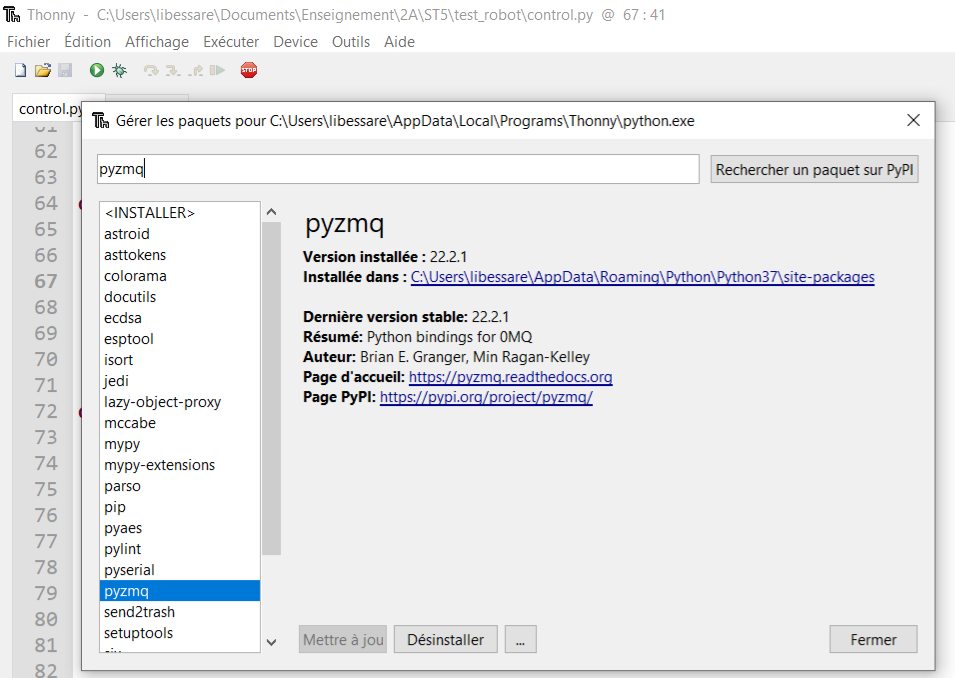 Thonny - C:\Users\libessare\Documents\Enseignement\2A\ST5\test_robot\control.py @ 67 : 41
Fichier Édition Affichage Exécuter Device Outils Aide
STOP
control.py
Gérer les paquets pour C:\Users\libessare\AppData\Local\Programs\Thonny\python.exe
pyzmq
Rechercher un paquet sur PyPI
61
62
63
64
65
66
67
68
69
70
71
72
73
74
75
76
77
78
79
80
81
82
<INSTALLER>
astroid
asttokens
colorama
docutils
ecdsa
esptool
isort
jedi
lazy-object-proxy
mccabe
mypy
mypy-extensions
parso
pip
pyaes
pylint
pyserial
pyzmq
send2trash
setuptools
pyzmq
Version installée : 22.2.1
Installée dans : C:\Users\libessare\AppData\Roaming\Python\Python37\site-packages
Dernière version stable: 22.2.1
Résumé: Python bindings for 0MQ
Auteur: Brian E. Granger, Min Ragan-Kelley
Page d'accueil: https://pyzmq.readthedocs.org
Page PyPI: https://pypi.org/project/pyzmq/
Mettre à jou Désinstaller ... Fermer